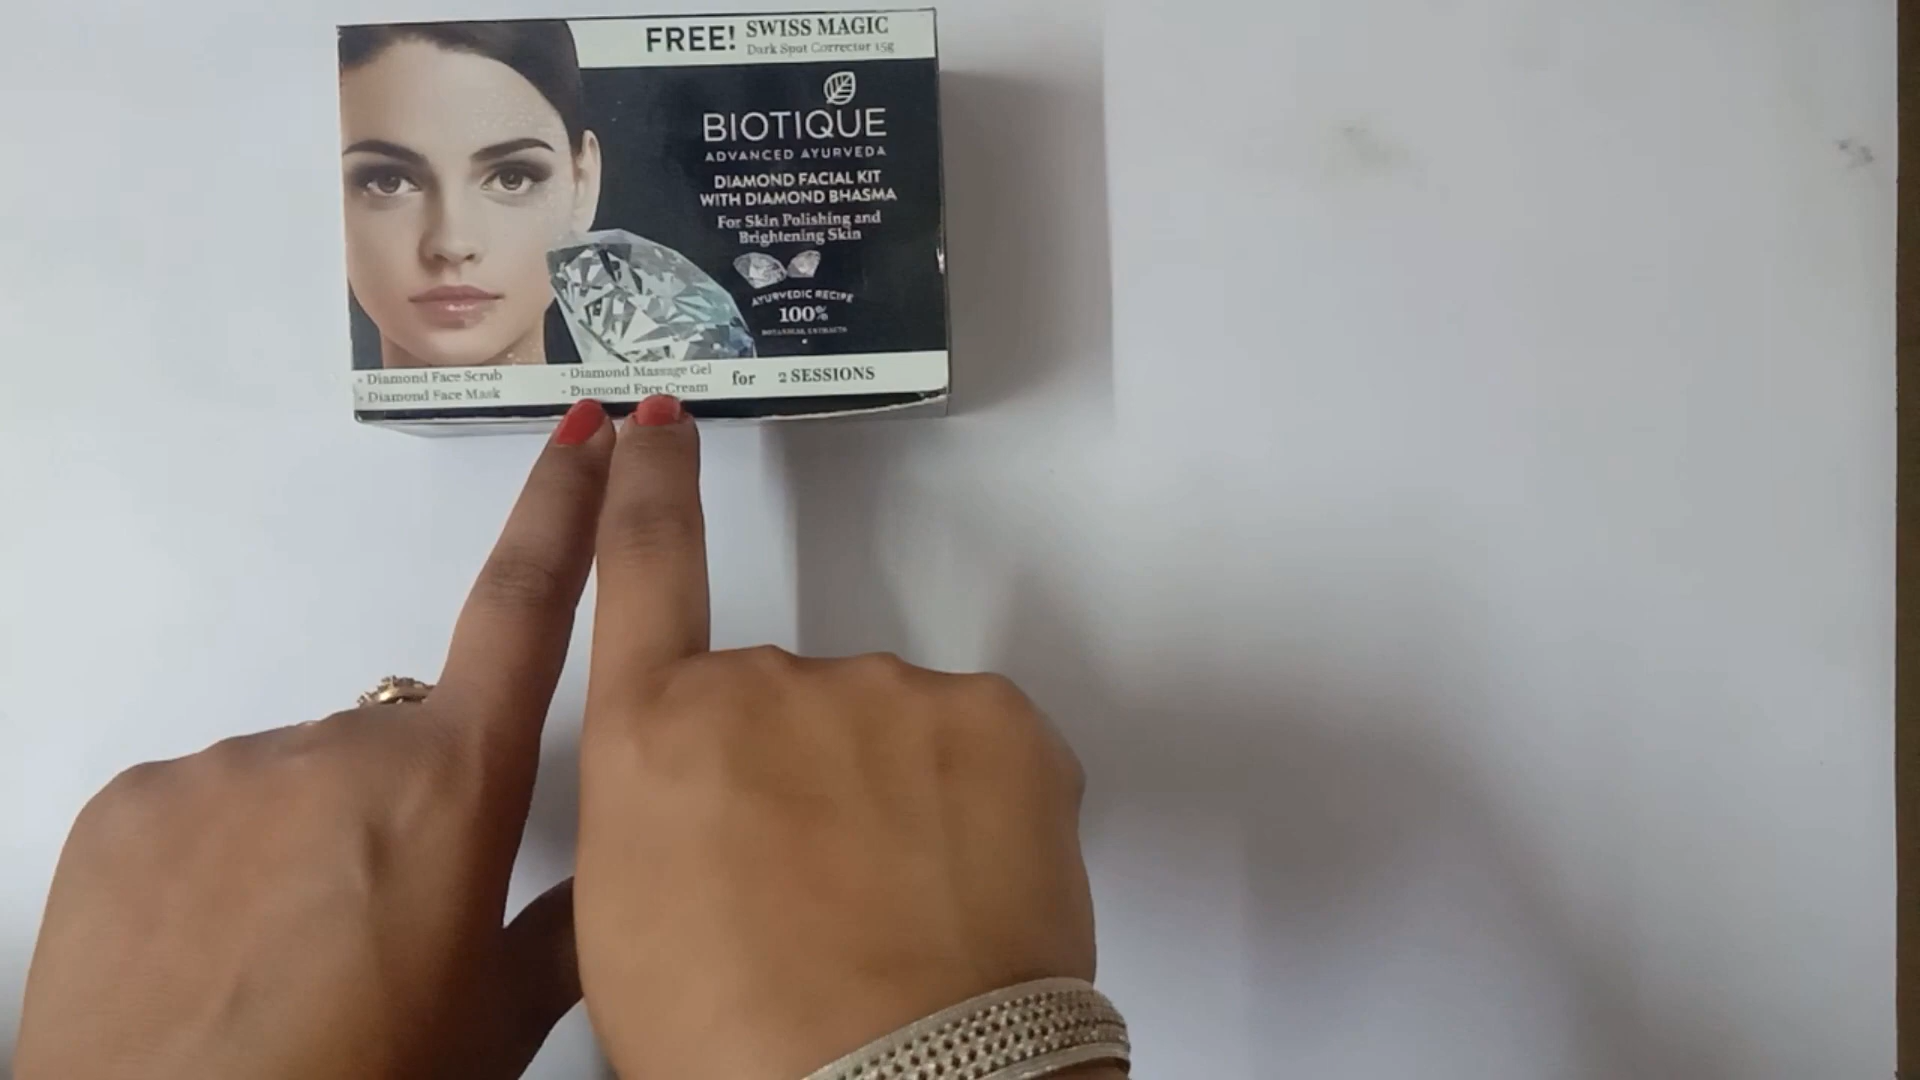 FREE! SWISS MAGIC
Dark Spot Corrector 15g
BIOTIQUE
ADVANCED AYURVEDA
DIAMOND FACIAL KIT
WITH DIAMOND BHASMA
For Skin Polishing and
Brightening Skin
AYURVEDIC RECIPE
100%
BOTANICAL EXTRACTS
- Diamond Face Scrub
- Diamond Face Mask
- Diamond Massage Gel
- Diamond Face Cream
for 2 SESSIONS